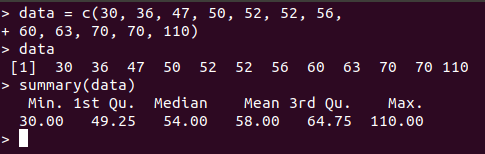 > data = c(30, 36, 47, 50, 52, 52, 56,
+ 60, 63, 70, 70, 110)
> data
 [1]  30  36  47  50  52  52  56  60  63  70  70 110
> summary(data)
   Min. 1st Qu.  Median    Mean 3rd Qu.    Max.
  30.00   49.25   54.00   58.00   64.75  110.00
>